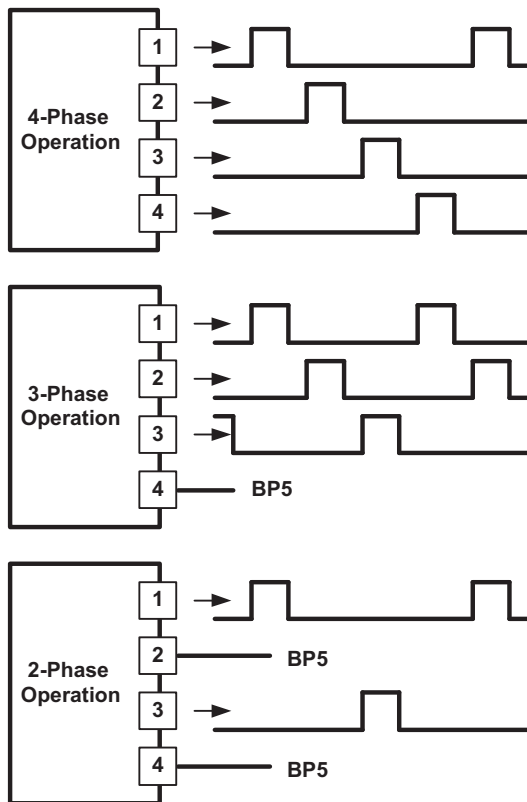 1
2
4-Phase
Operation
3
4
1
2
3-Phase
Operation
3
4 BP5
1
2 BP5
2-Phase
Operation
3
4 BP5